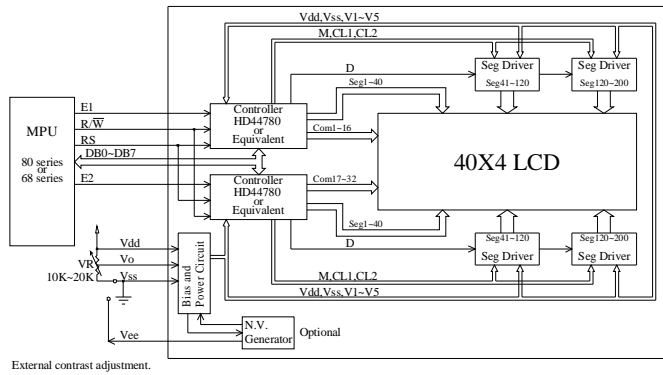 Vdd,Vss,V1~V5
M,CL1,CL2
D
Seg Driver
Seg41~120
Seg Driver
Seg120~200
Seg1~40
Controller
HD44780
or
Equivalent
Com1~16
MPU
80 series
or
68 series
E1
R/W
RS
DB0~DB7
E2
40X4 LCD
Controller
HD44780
or
Equivalent
Com17~32
Seg1~40
D
Seg41~120
Seg Driver
Seg120~200
Seg Driver
M,CL1,CL2
Vdd,Vss,V1~V5
Vdd
Vo
Vss
VR
10K~20K
Bias and
Power Circuit
N.V.
Generator
Optional
Vee
External contrast adjustment.